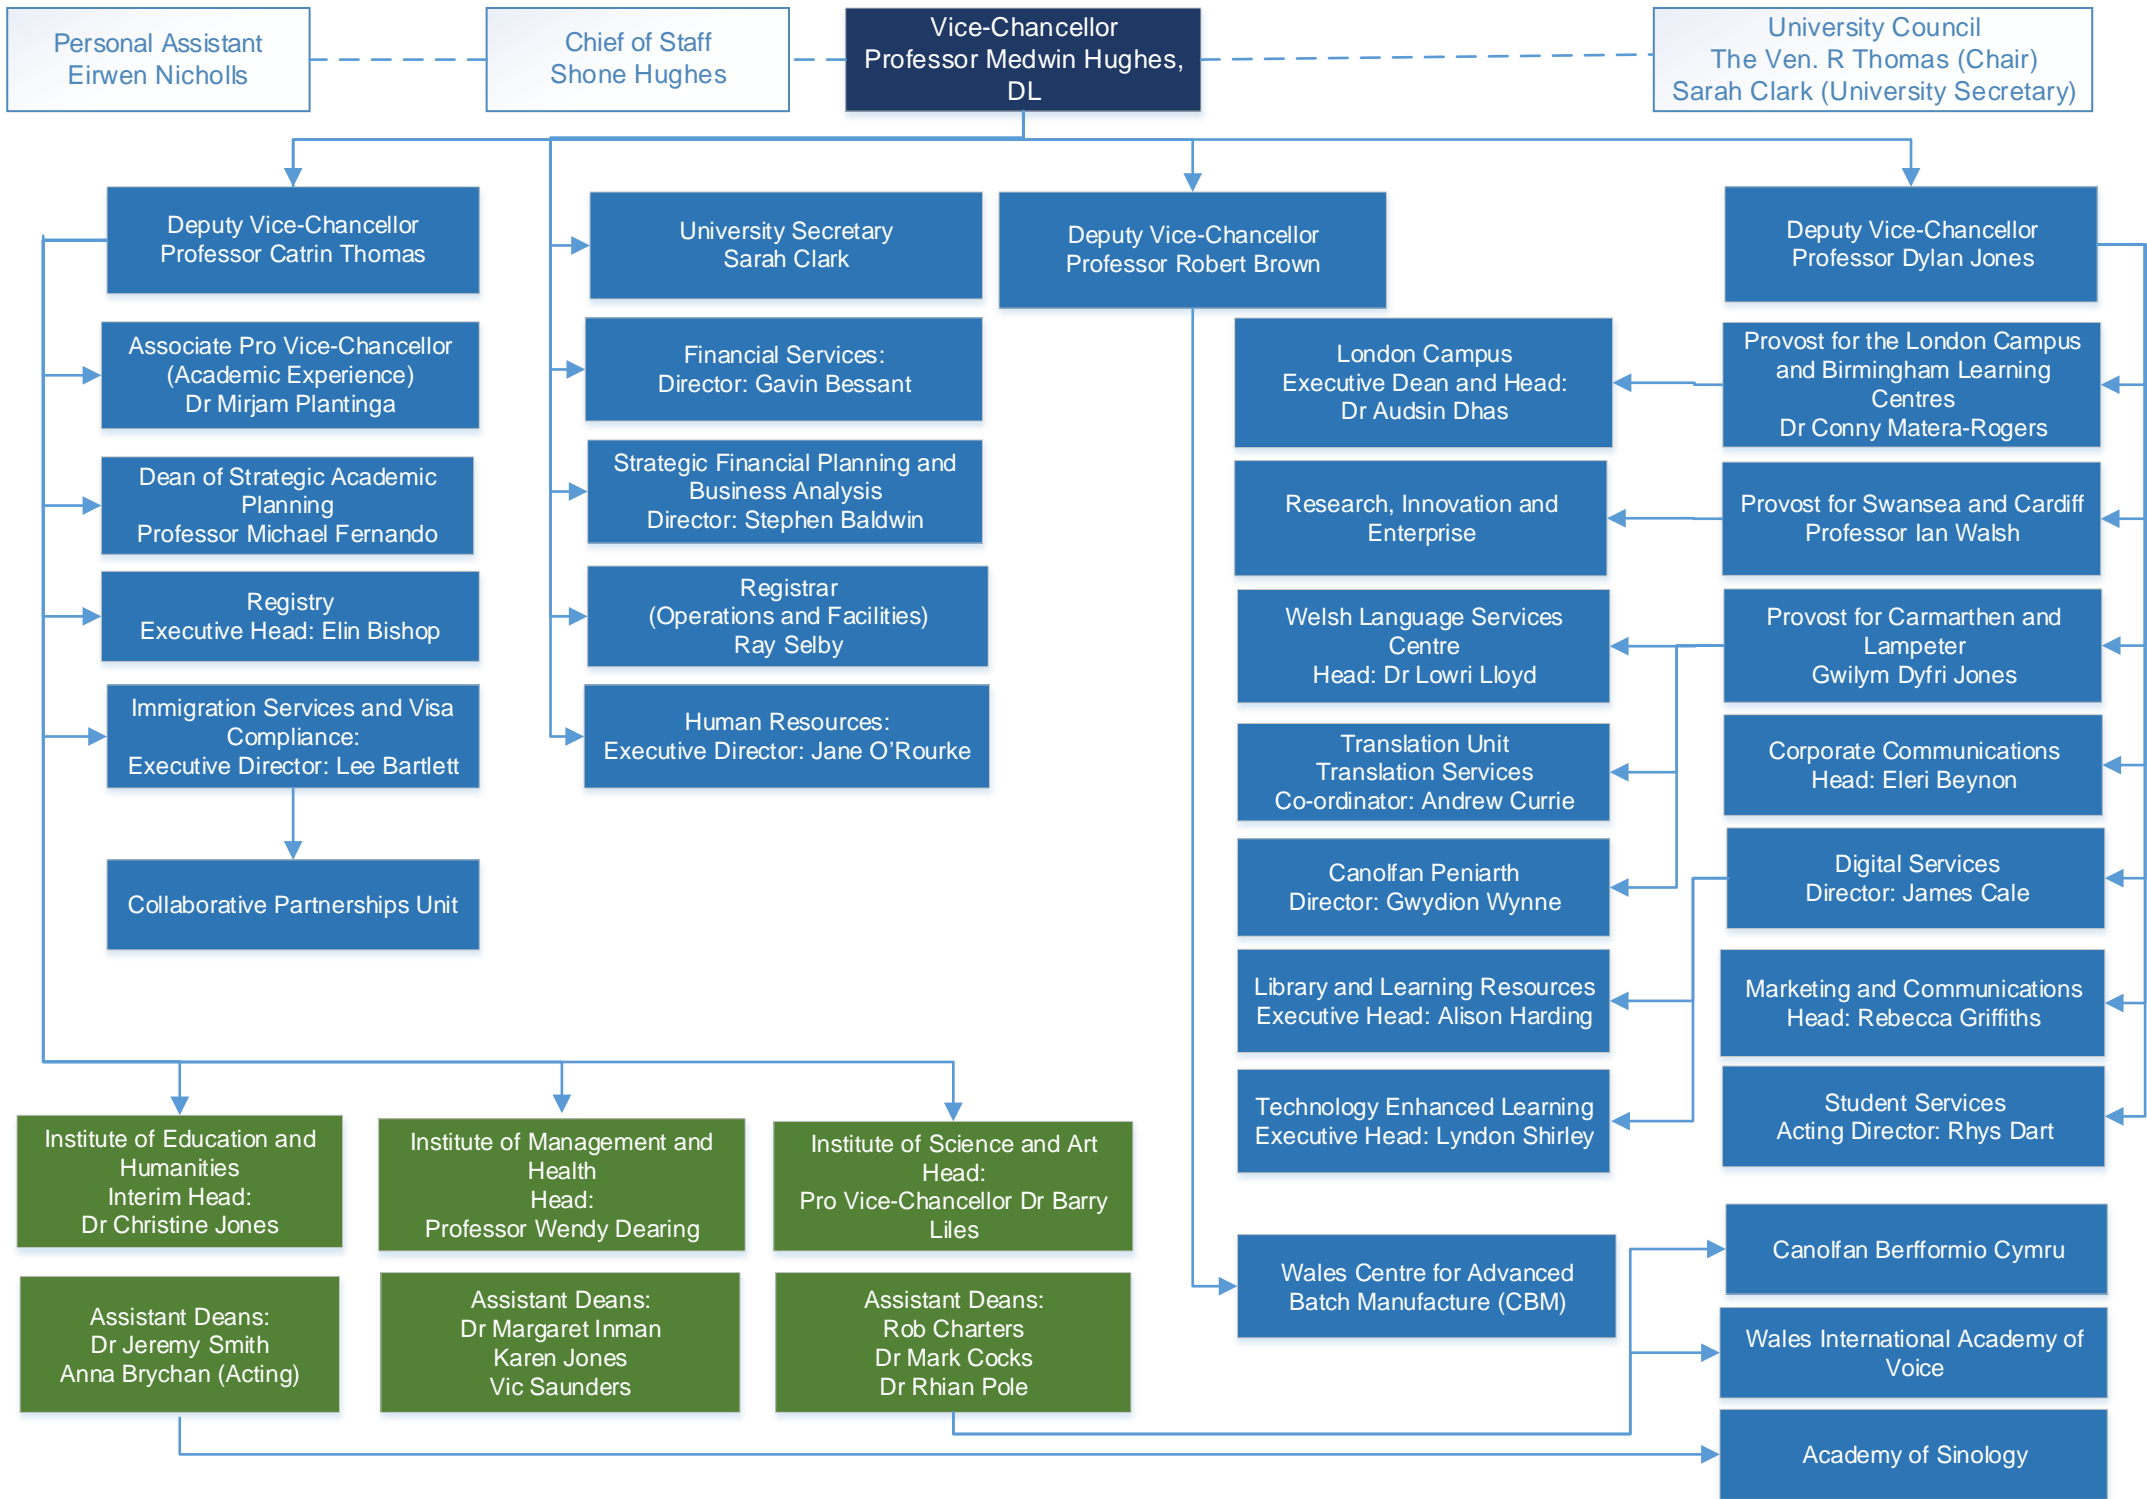 Personal Assistant
Eirwen Nicholls
Chief of Staff
Shone Hughes
Vice-Chancellor
Professor Medwin Hughes,
DL
University Council
The Ven. R Thomas (Chair)
Sarah Clark (University Secretary)
Deputy Vice-Chancellor
Professor Catrin Thomas
University Secretary
Sarah Clark
Deputy Vice-Chancellor
Professor Robert Brown
Deputy Vice-Chancellor
Professor Dylan Jones
Associate Pro Vice-Chancellor
(Academic Experience)
Dr Mirjam Plantinga
Financial Services:
Director: Gavin Bessant
London Campus
Executive Dean and Head:
Dr Audsin Dhas
Provost for the London Campus
and Birmingham Learning
Centres
Dr Conny Matera-Rogers
Dean of Strategic Academic
Planning
Professor Michael Fernando
Strategic Financial Planning and
Business Analysis
Director: Stephen Baldwin
Research, Innovation and
Enterprise
Provost for Swansea and Cardiff
Professor Ian Walsh
Registry
Executive Head: Elin Bishop
Registrar
(Operations and Facilities)
Ray Selby
Welsh Language Services
Centre
Head: Dr Lowri Lloyd
Provost for Carmarthen and
Lampeter
Gwilym Dyfri Jones
Immigration Services and Visa
Compliance:
Executive Director: Lee Bartlett
Human Resources:
Executive Director: Jane O'Rourke
Translation Unit
Translation Services
Co-ordinator: Andrew Currie
Corporate Communications
Head: Eleri Beynon
Collaborative Partnerships Unit
Canolfan Peniarth
Director: Gwydion Wynne
Digital Services
Director: James Cale
Library and Learning Resources
Executive Head: Alison Harding
Marketing and Communications
Head: Rebecca Griffiths
Technology Enhanced Learning
Executive Head: Lyndon Shirley
Student Services
Acting Director: Rhys Dart
Institute of Education and
Humanities
Interim Head:
Dr Christine Jones
Institute of Management and
Health
Head:
Professor Wendy Dearing
Institute of Science and Art
Head:
Pro Vice-Chancellor Dr Barry
Liles
Wales Centre for Advanced
Batch Manufacture (CBM)
Canolfan Berfformio Cymru
Assistant Deans:
Dr Jeremy Smith
Anna Brychan (Acting)
Assistant Deans:
Dr Margaret Inman
Karen Jones
Vic Saunders
Assistant Deans:
Rob Charters
Dr Mark Cocks
Dr Rhian Pole
Wales International Academy of
Voice
Academy of Sinology